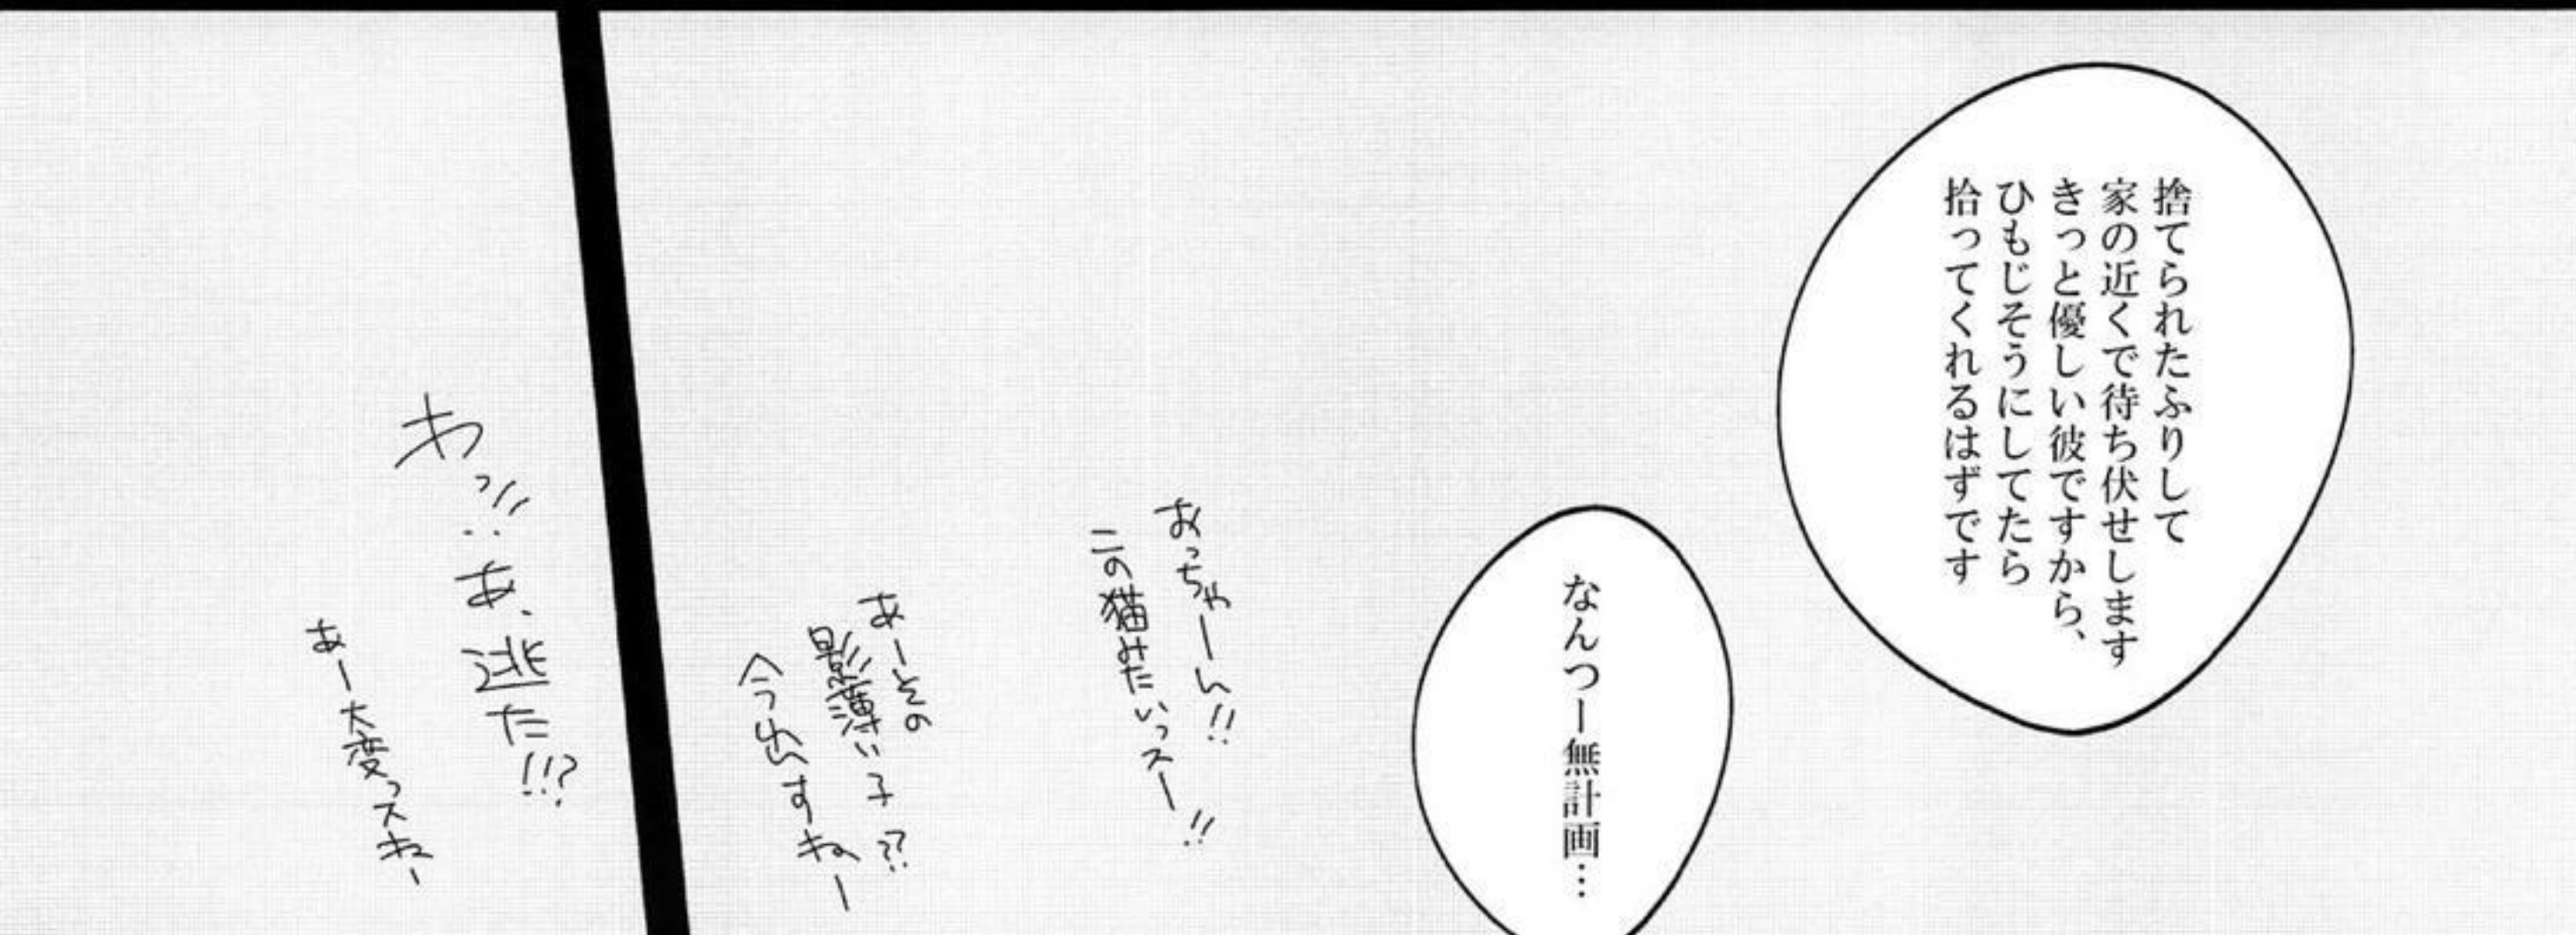 捨てられたふりして
家の近くで待ち伏せします
きっと優しい彼ですから、
ひもじそうにしてたら
拾ってくれるはずです
なんつー無計画…
おっちゃーん!!
この猫みたいっスー!!
あーその
影薄い子??
今出すねー
わっ!!
あ、逃た!!?
あー大変っスねー